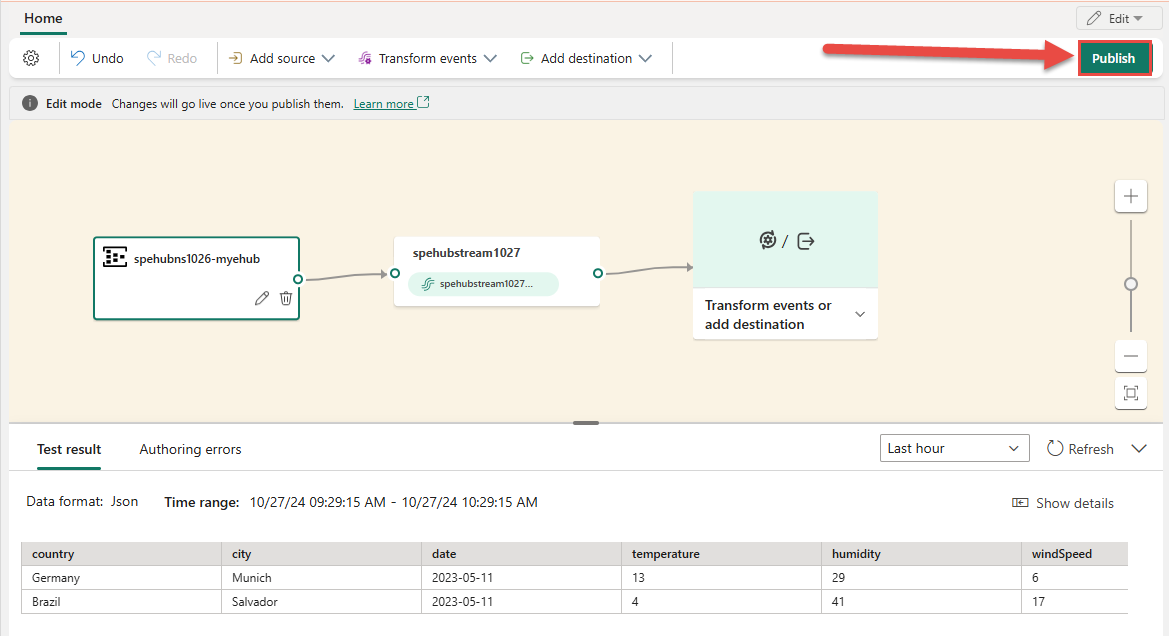 Home
Edit
Undo
Redo
Add source
Transform events
Add destination
Publish
Edit mode Changes will go live once you publish them. Learn more
spehubns1026-myehub
spehubstream1027
spehubstream1027...
/
Transform events or
add destination
Test result
Authoring errors
Last hour
Refresh
Data format: Json Time range: 10/27/24 09:29:15 AM - 10/27/24 10:29:15 AM
Show details
country city date temperature humidity windSpeed
Germany Munich 2023-05-11 13 29 6
Brazil Salvador 2023-05-11 4 41 17